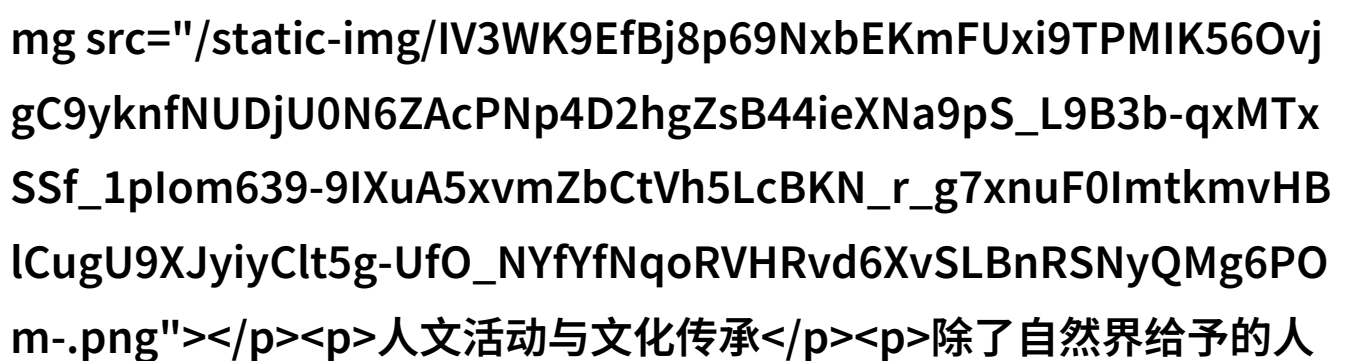 mg src="/static-img/IV3WK9EfBj8p69NxbEKmFUxi9TPMIK56Ovj
gC9yknfNUDjU0N6ZAcPNp4D2hgZsB44ieXNa9pS_L9B3b-qxMTx
SSf_1pIom639-9IXuA5xvmZbCtVh5LcBKN_r_g7xnuF0ImtkmvHB
lCugU9XJyiyClt5g-UfO_NYfYfNqoRVHRvd6XvSLBnRSNyQMg6PO
m-.png"></p><p>人文活动与文化传承</p><p>除了自然界给予的人